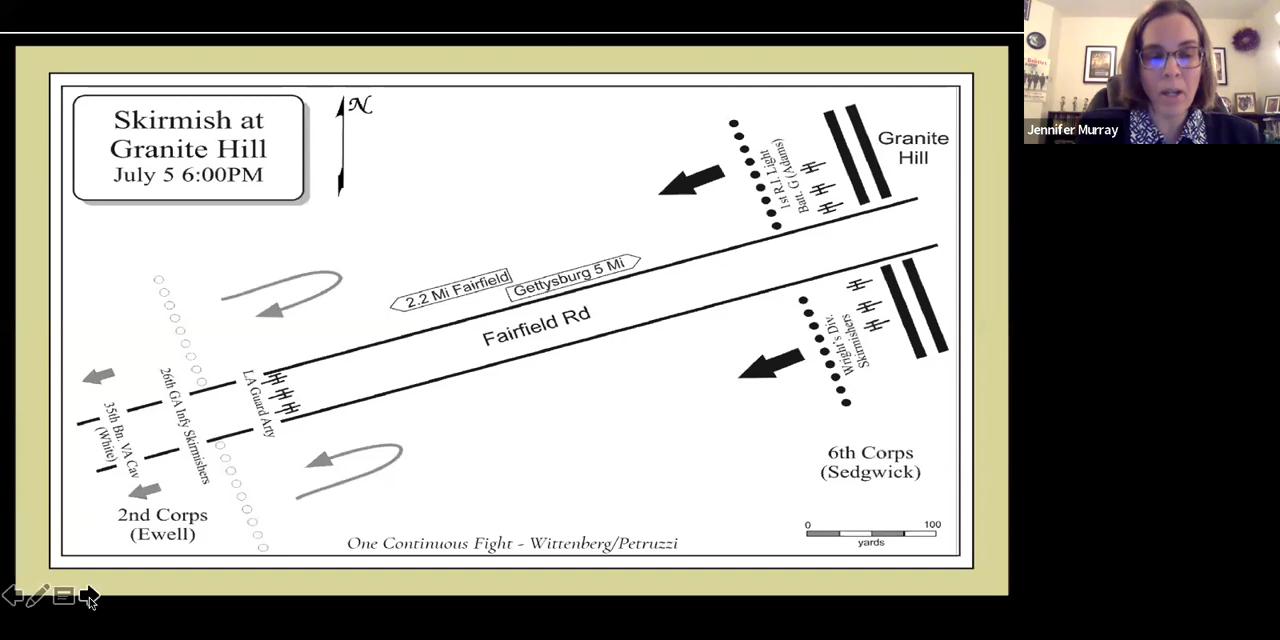 Skirmish at
Granite Hill
July 5 6:00PM
N
Granite
Hill
1st R.I. Light
Batt. G (Adams)
2.2 Mi Fairfield
Gettysburg 5 Mi
Fairfield Rd
Wright's Div.
Skirmishers
LA Guard Arty
26th GA Infy Skirmishers
35th Bn. VA Cav
(White)
6th Corps
(Sedgwick)
2nd Corps
(Ewell)
0 100
yards
One Continuous Fight - Wittenberg/Petruzzi
Jennifer Murray